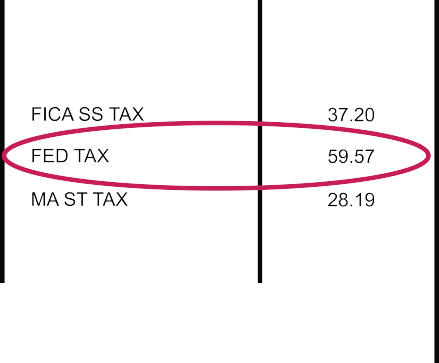 FICA SS TAX 37.20
FED TAX 59.57
MA ST TAX 28.19